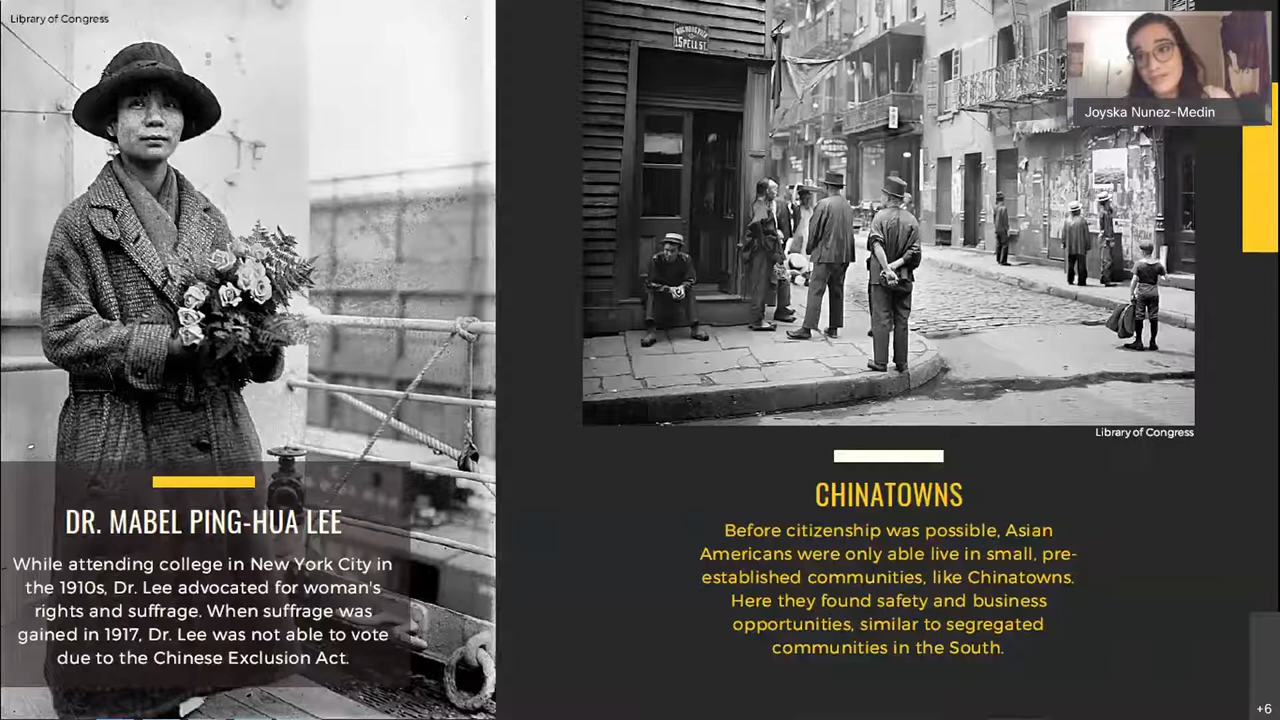 Library of Congress
15 PELL ST.
Joyska Nunez-Medin
Library of Congress
DR. MABEL PING-HUA LEE
While attending college in New York City in
the 1910s, Dr. Lee advocated for woman's
rights and suffrage. When suffrage was
gained in 1917, Dr. Lee was not able to vote
due to the Chinese Exclusion Act.
CHINATOWNS
Before citizenship was possible, Asian
Americans were only able live in small, pre-
established communities, like Chinatowns.
Here they found safety and business
opportunities, similar to segregated
communities in the South.
+6